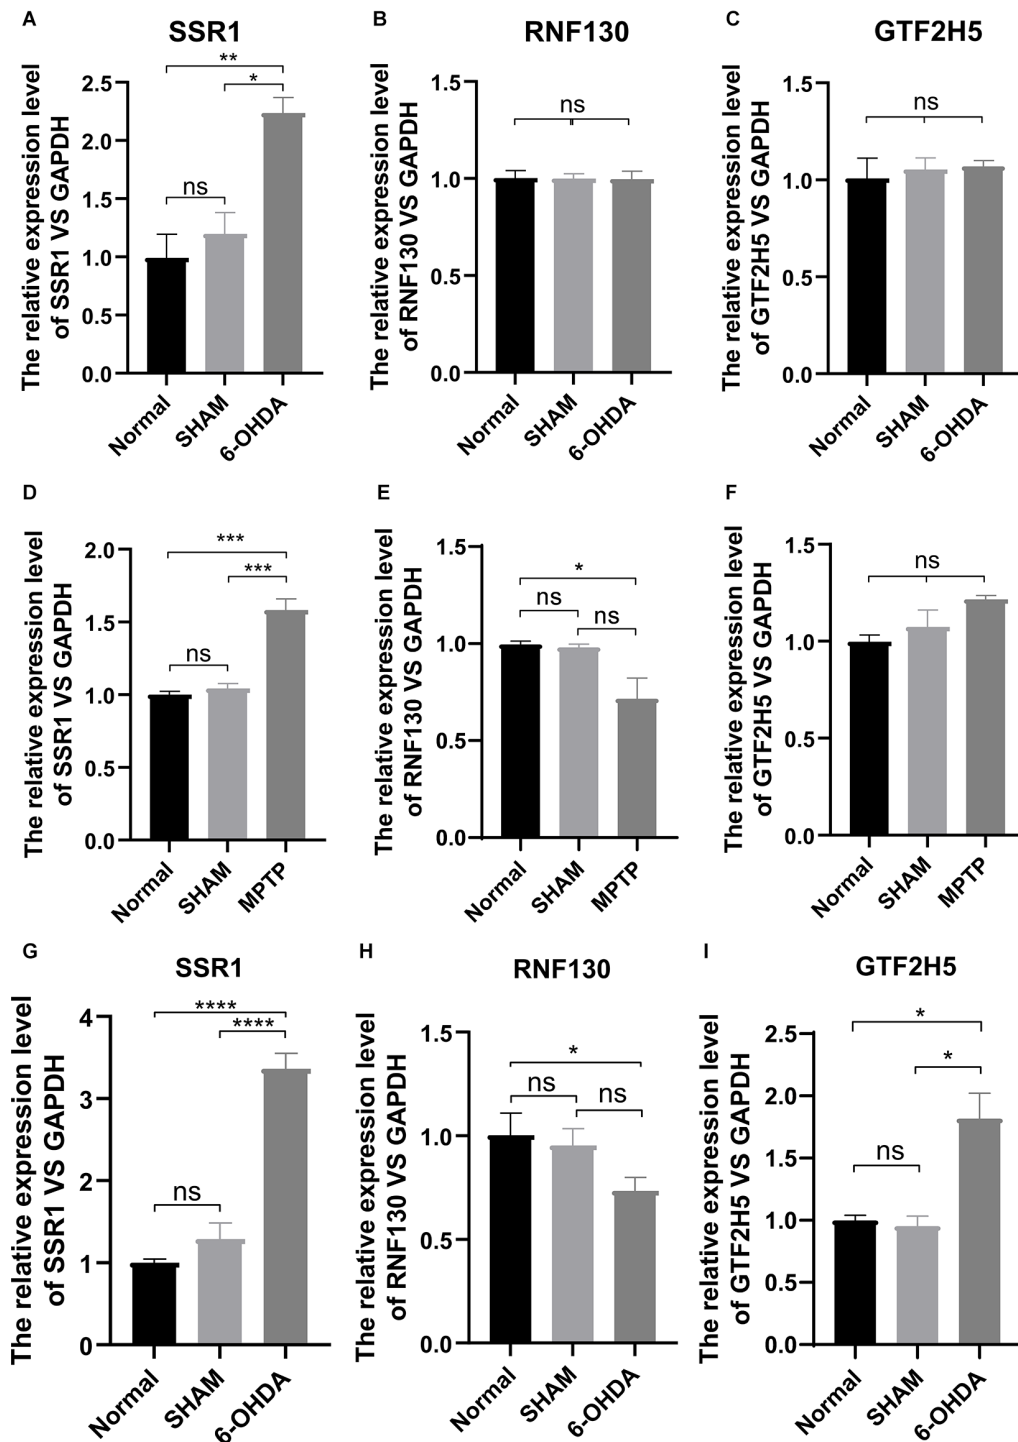 A
SSR1
The relative expression level
of SSR1 VS GAPDH
2.5
2.0
1.5
1.0
0.5
0.0
**
*
ns
Normal
SHAM
6-OHDA
B
RNF130
The relative expression level
of RNF130 VS GAPDH
1.5
1.0
0.5
0.0
ns
Normal
SHAM
6-OHDA
C
GTF2H5
The relative expression level
of GTF2H5 VS GAPDH
1.5
1.0
0.5
0.0
ns
Normal
SHAM
6-OHDA
D
The relative expression level
of SSR1 VS GAPDH
2.0
1.5
1.0
0.5
0.0
***
***
ns
Normal
SHAM
MPTP
E
The relative expression level
of RNF130 VS GAPDH
1.5
1.0
0.5
0.0
*
ns
ns
Normal
SHAM
MPTP
F
The relative expression level
of GTF2H5 VS GAPDH
1.5
1.0
0.5
0.0
ns
Normal
SHAM
MPTP
G
SSR1
The relative expression level
of SSR1 VS GAPDH
4
3
2
1
0
****
****
ns
Normal
SHAM
6-OHDA
H
RNF130
The relative expression level
of RNF130 VS GAPDH
1.5
1.0
0.5
0.0
*
ns
ns
Normal
SHAM
6-OHDA
I
GTF2H5
The relative expression level
of GTF2H5 VS GAPDH
2.5
2.0
1.5
1.0
0.5
0.0
*
*
ns
Normal
SHAM
6-OHDA